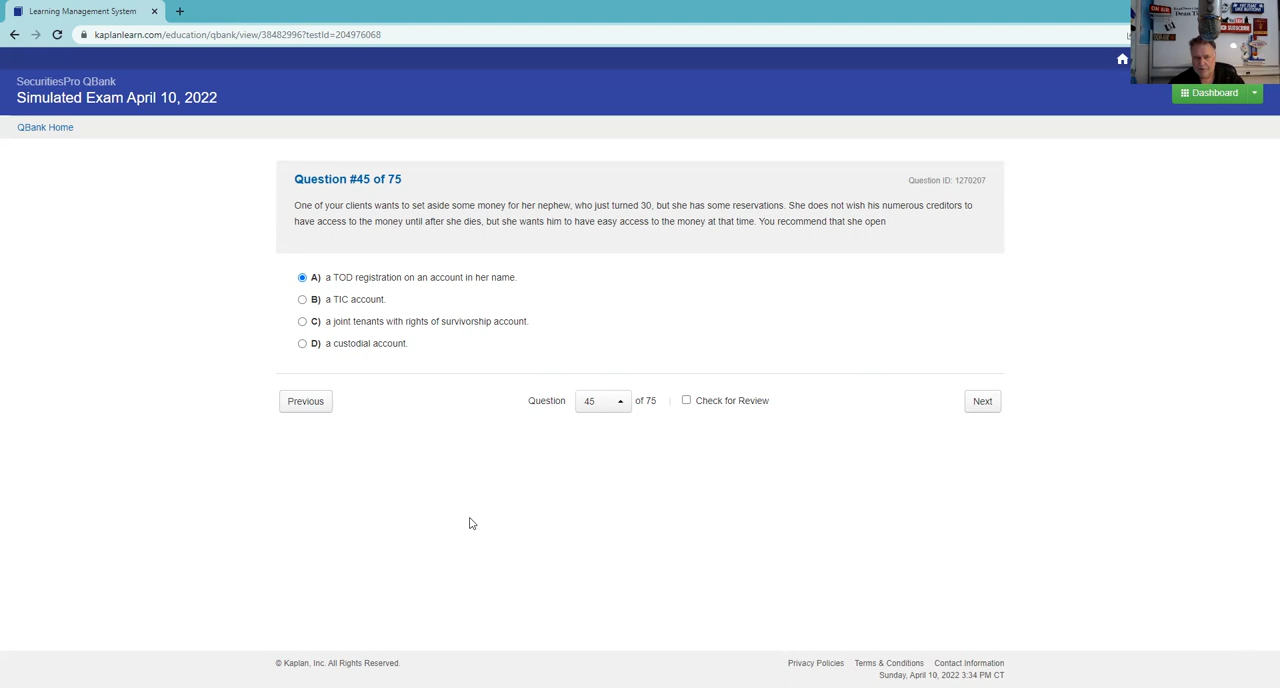 Learning Management System
kaplanlearn.com/education/qbank/view/38482996?testId=204976068
SecuritiesPro QBank
Simulated Exam April 10, 2022
Dashboard
QBank Home
Question #45 of 75
Question ID: 1270207
One of your clients wants to set aside some money for her nephew, who just turned 30, but she has some reservations. She does not wish his numerous creditors to
have access to the money until after she dies, but she wants him to have easy access to the money at that time. You recommend that she open
A) a TOD registration on an account in her name.
B) a TIC account.
C) a joint tenants with rights of survivorship account.
D) a custodial account.
Previous
Question 45 of 75 | Check for Review
Next
© Kaplan, Inc. All Rights Reserved.
Privacy Policies Terms & Conditions Contact Information
Sunday, April 10, 2022 3:34 PM CT